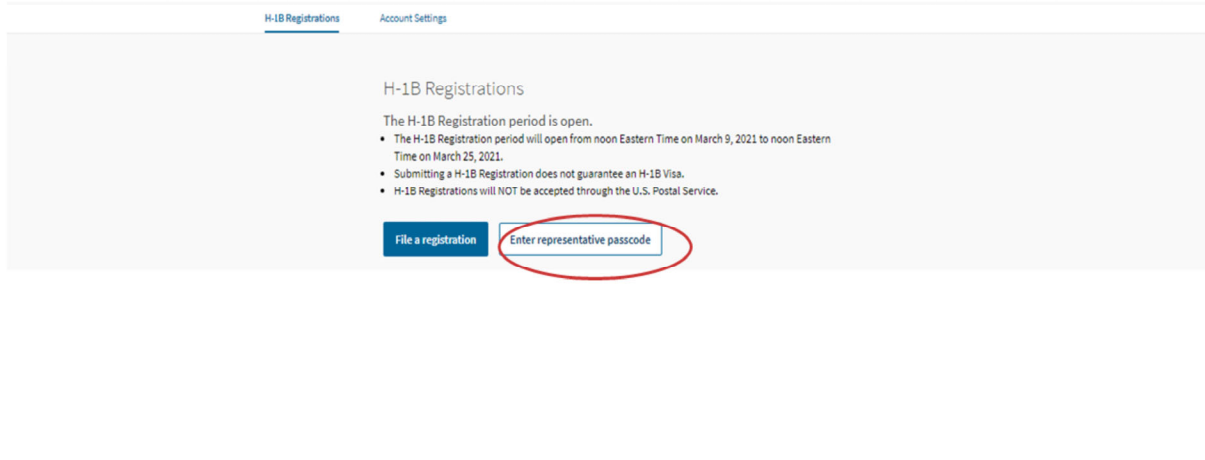 H-1B Registrations Account Settings
H-1B Registrations
The H-1B Registration period is open.
• The H-1B Registration period will open from noon Eastern Time on March 9, 2021 to noon Eastern
Time on March 25, 2021.
• Submitting a H-1B Registration does not guarantee an H-1B Visa.
• H-1B Registrations will NOT be accepted through the U.S. Postal Service.
File a registration Enter representative passcode